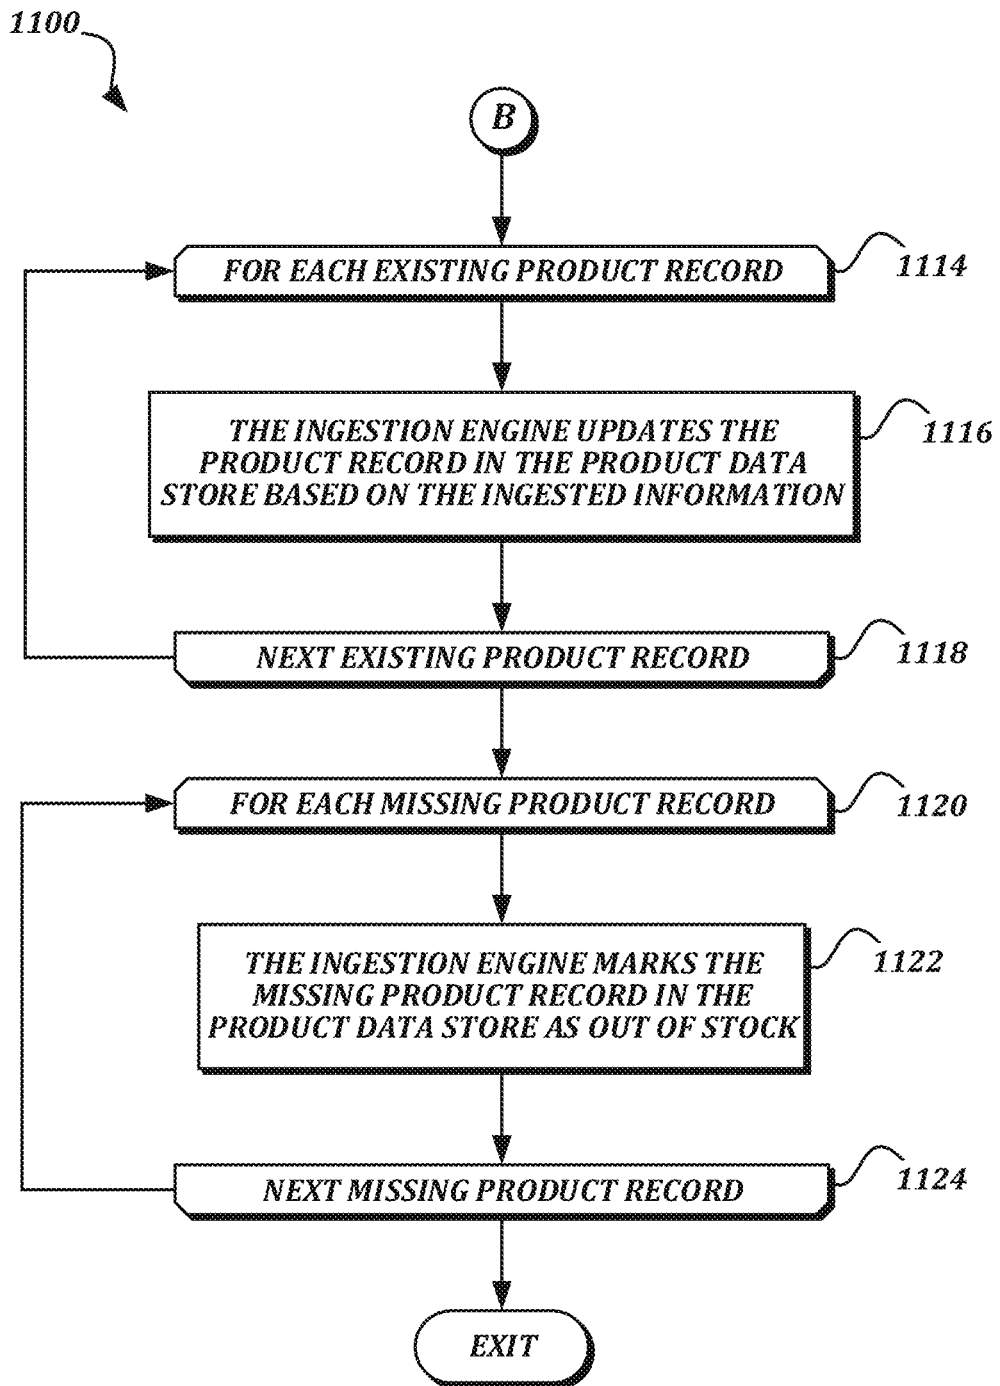 1100
B
FOR EACH EXISTING PRODUCT RECORD
1114
THE INGESTION ENGINE UPDATES THE
PRODUCT RECORD IN THE PRODUCT DATA
STORE BASED ON THE INGESTED INFORMATION
1116
NEXT EXISTING PRODUCT RECORD
1118
FOR EACH MISSING PRODUCT RECORD
1120
THE INGESTION ENGINE MARKS THE
MISSING PRODUCT RECORD IN THE
PRODUCT DATA STORE AS OUT OF STOCK
1122
NEXT MISSING PRODUCT RECORD
1124
EXIT